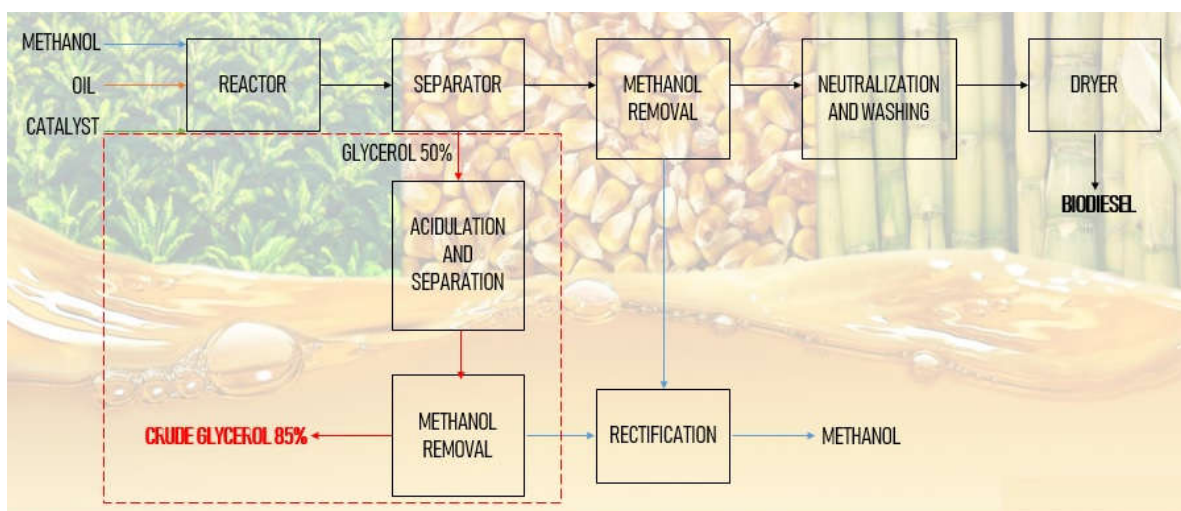 METHANOL
OIL
CATALYST
REACTOR
SEPARATOR
METHANOL
REMOVAL
NEUTRALIZATION
AND WASHING
DRYER
GLYCEROL 50%
BIODIESEL
ACIDULATION
AND
SEPARATION
CRUDE GLYCEROL 85%
METHANOL
REMOVAL
RECTIFICATION
METHANOL